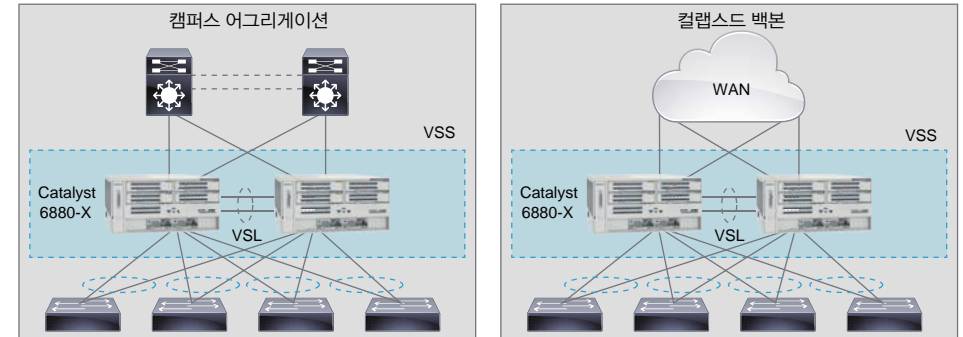 캠퍼스 어그리게이션
VSS
Catalyst
6880-X
VSL
컬랩스드 백본
WAN
VSS
Catalyst
6880-X
VSL